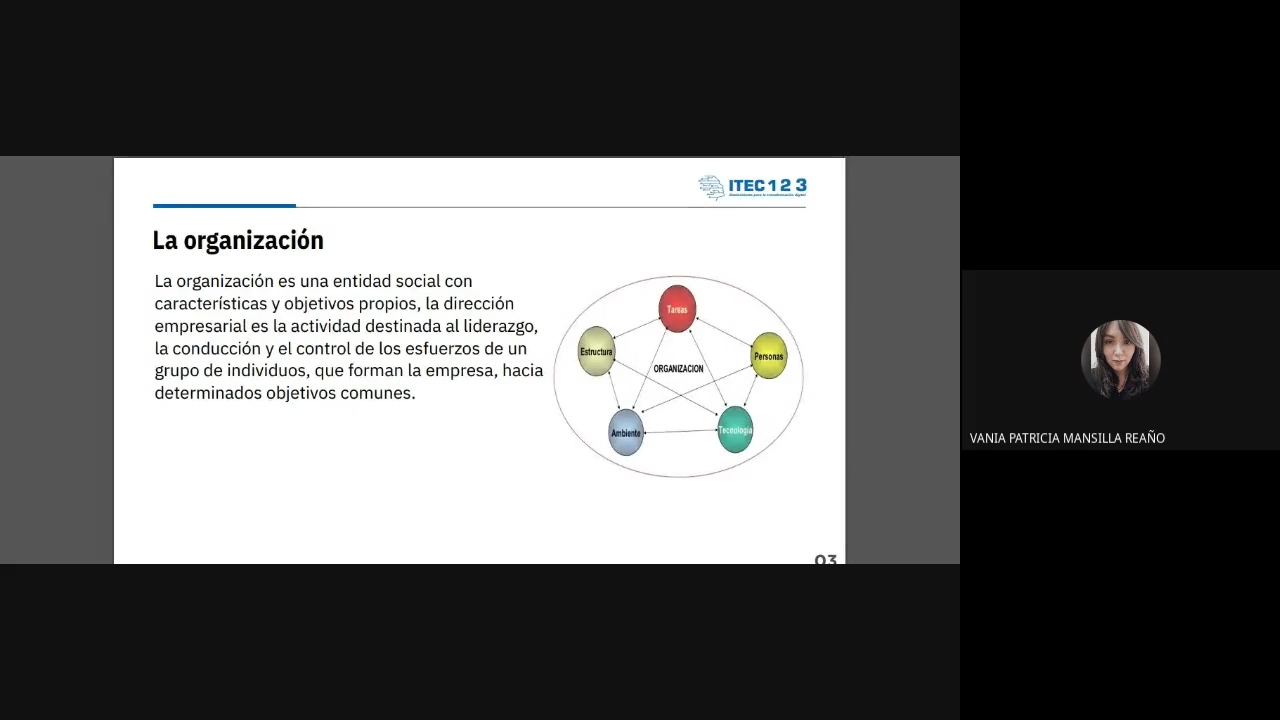 ITEC 1 2 3
La organización
La organización es una entidad social con
características y objetivos propios, la dirección
empresarial es la actividad destinada al liderazgo,
la conducción y el control de los esfuerzos de un
grupo de individuos, que forman la empresa, hacia
determinados objetivos comunes.
Tareas
Estructura
Personas
ORGANIZACION
Ambiente
Tecnología
03
VANIA PATRICIA MANSILLA REAÑO